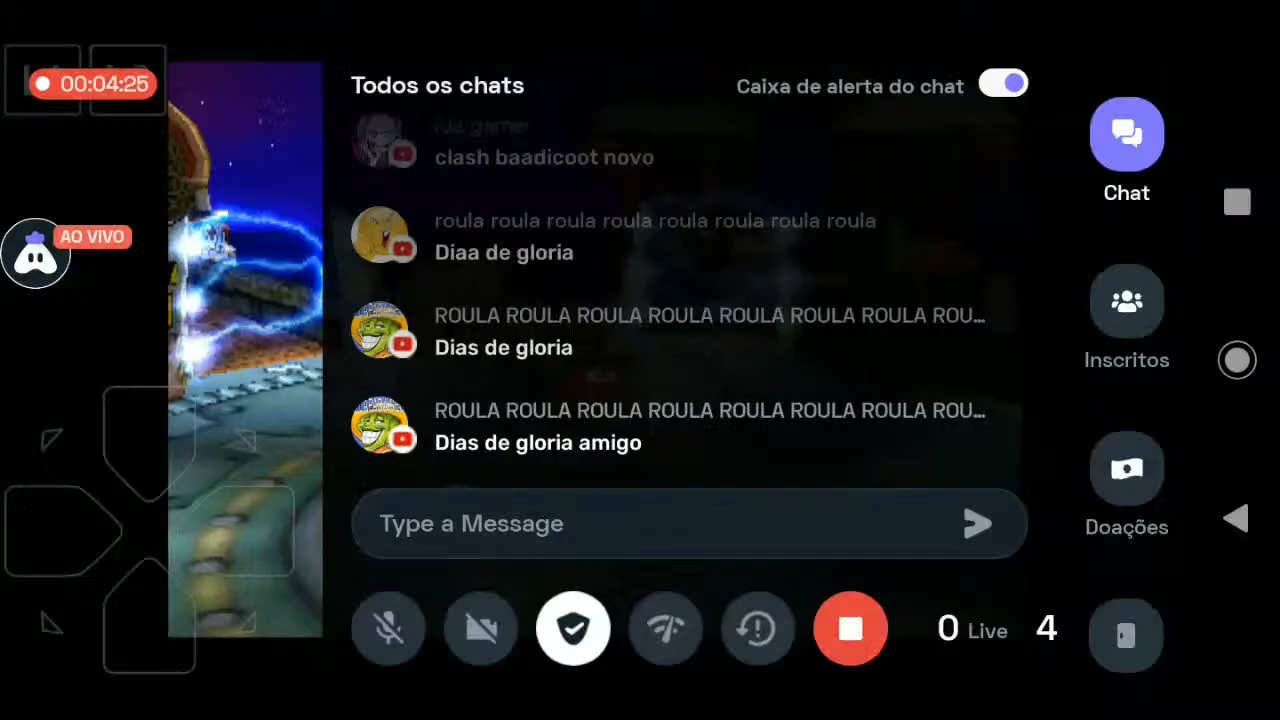 00:04:25
Todos os chats
Caixa de alerta do chat
clash baadicoot novo
roula roula roula roula roula roula roula roula
Diaa de gloria
ROULA ROULA ROULA ROULA ROULA ROULA ROULA ROU...
Dias de gloria
ROULA ROULA ROULA ROULA ROULA ROULA ROULA ROU...
Dias de gloria amigo
Type a Message
AO VIVO
Chat
Inscritos
Doações
0 Live 4